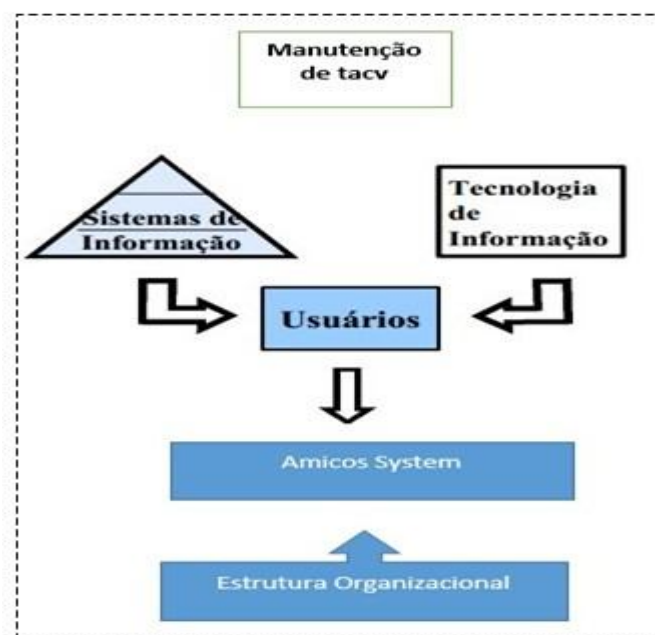 Manutenção
de tacv
Sistemas de
Informação
Tecnologia
de
Informação
Usuários
Amicos System
Estrutura Organizacional